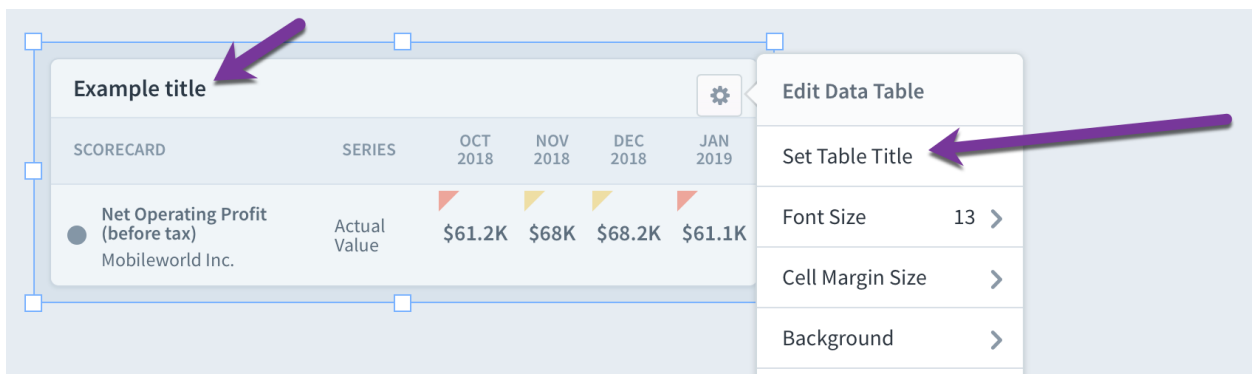 Example title
SCORECARD
SERIES
OCT
2018
NOV
2018
DEC
2018
JAN
2019
Net Operating Profit
(before tax)
Mobileworld Inc.
Actual
Value
$61.2K
$68K
$68.2K
$61.1K
Edit Data Table
Set Table Title
Font Size 13
Cell Margin Size
Background